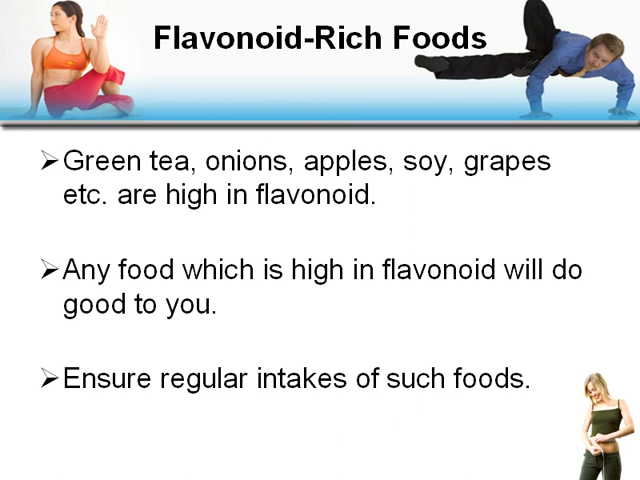 Flavonoid-Rich Foods
➢Green tea, onions, apples, soy, grapes
etc. are high in flavonoid.
➢Any food which is high in flavonoid will do
good to you.
➢Ensure regular intakes of such foods.